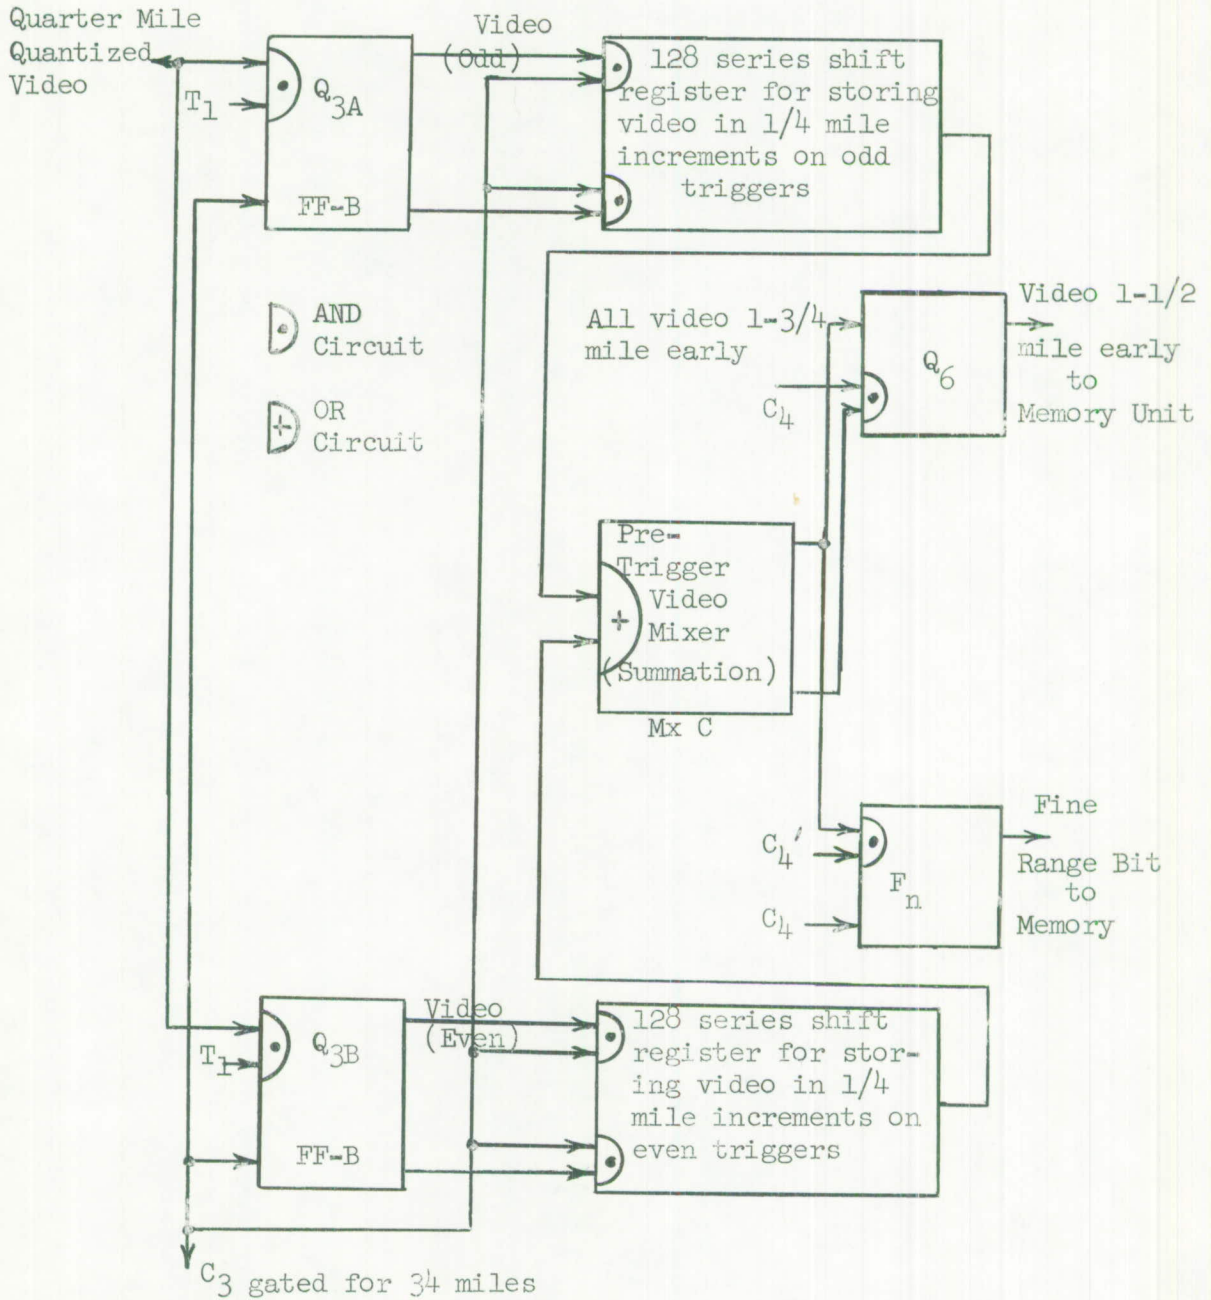 Quarter Mile
Quantized
Video
T1
Q3A
FF-B
Video
(Odd)
128 series shift
register for storing
video in 1/4 mile
increments on odd
triggers
AND
Circuit
OR
Circuit
All video 1-3/4
mile early
C4
Q6
Video 1-1/2
mile early
to
Memory Unit
Pre-
Trigger
Video
Mixer
(Summation)
Mx C
C4'
C4
Fn
Fine
Range Bit
to
Memory
T1
Q3B
FF-B
Video
(Even)
128 series shift
register for stor-
ing video in 1/4
mile increments on
even triggers
C3 gated for 34 miles